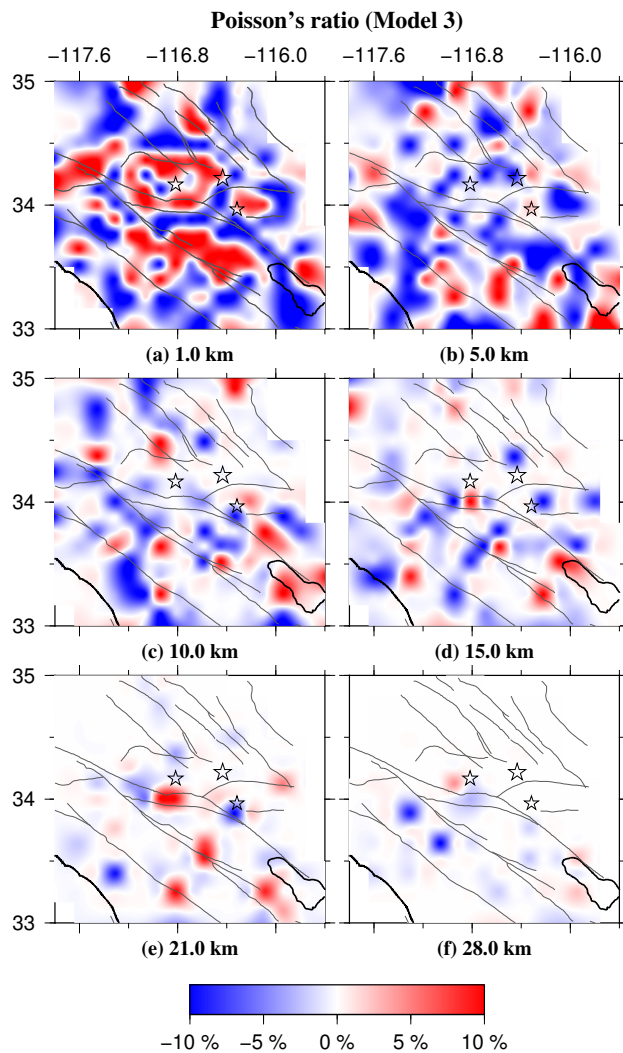 Poisson's ratio (Model 3)
−117.6 −116.8 −116.0 −117.6 −116.8 −116.0
35
34
33
(a) 1.0 km (b) 5.0 km
35
34
33
(c) 10.0 km (d) 15.0 km
35
34
33
(e) 21.0 km (f) 28.0 km
−10 % −5 % 0 % 5 % 10 %